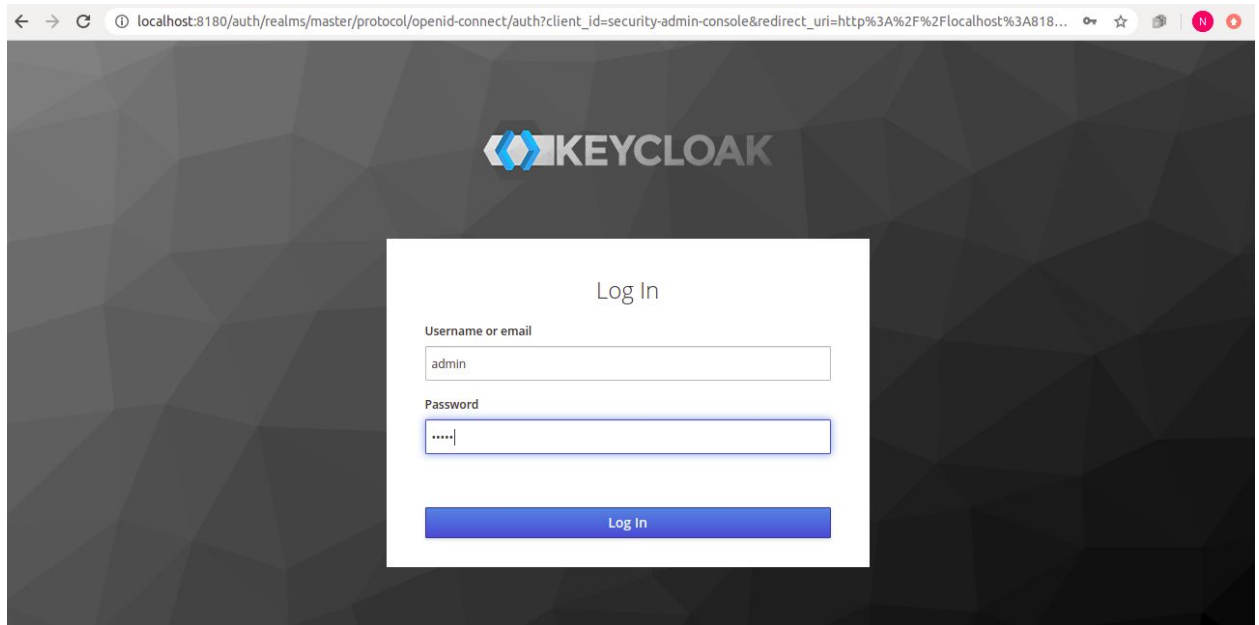 localhost:8180/auth/realms/master/protocol/openid-connect/auth?client_id=security-admin-console&redirect_uri=http%3A%2F%2Flocalhost%3A818...
N
KEYCLOAK
Log In
Username or email
admin
Password
•••••
Log In